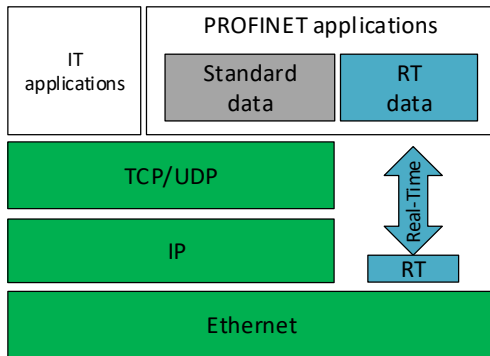 PROFINET applications
IT
applications
Standard
data
RT
data
TCP/UDP
Real-Time
IP
RT
Ethernet